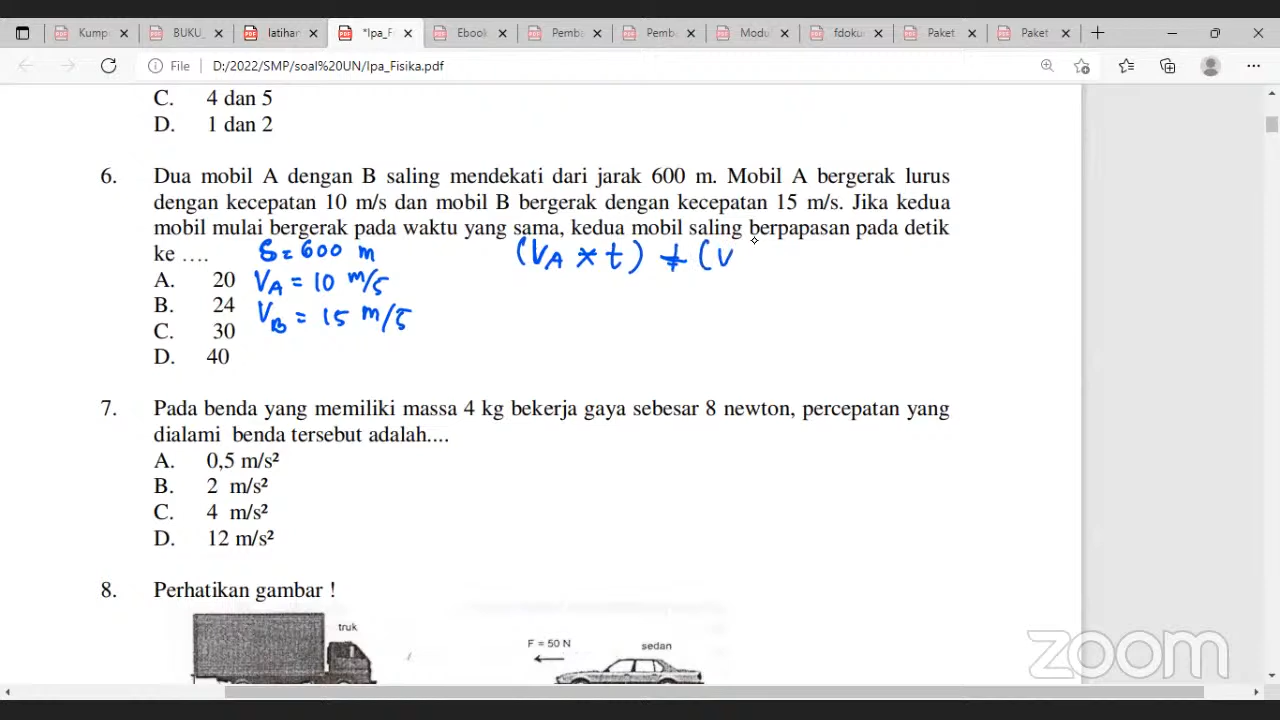 Kump
BUKU_
latihan
*Ipa_F
Ebool
Pemb
Pemb
Modu
fdoku
Paket
Paket
File D:/2022/SMP/soal%20UN/Ipa_Fisika.pdf
C. 4 dan 5
D. 1 dan 2
6. Dua mobil A dengan B saling mendekati dari jarak 600 m. Mobil A bergerak lurus
dengan kecepatan 10 m/s dan mobil B bergerak dengan kecepatan 15 m/s. Jika kedua
mobil mulai bergerak pada waktu yang sama, kedua mobil saling berpapasan pada detik
ke …. S = 600 m (VA × t) + (V
A. 20 VA = 10 m/s
B. 24
C. 30 VB = 15 m/s
D. 40
7. Pada benda yang memiliki massa 4 kg bekerja gaya sebesar 8 newton, percepatan yang
dialami benda tersebut adalah....
A. 0,5 m/s²
B. 2 m/s²
C. 4 m/s²
D. 12 m/s²
8. Perhatikan gambar !
truk
F = 50 N
sedan
zoom